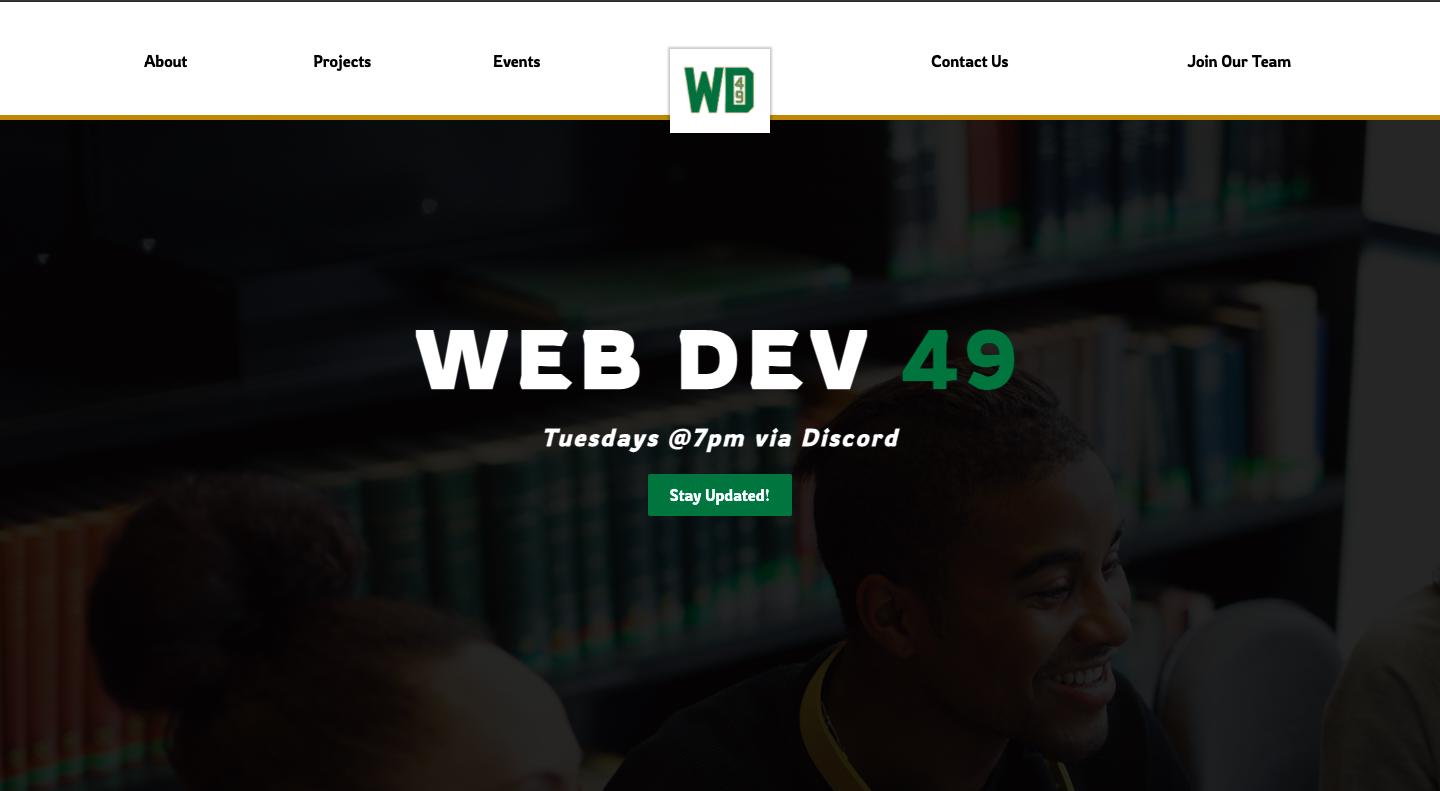 About
Projects
Events
WD
49
Contact Us
Join Our Team
WEB DEV 49
Tuesdays @7pm via Discord
Stay Updated!